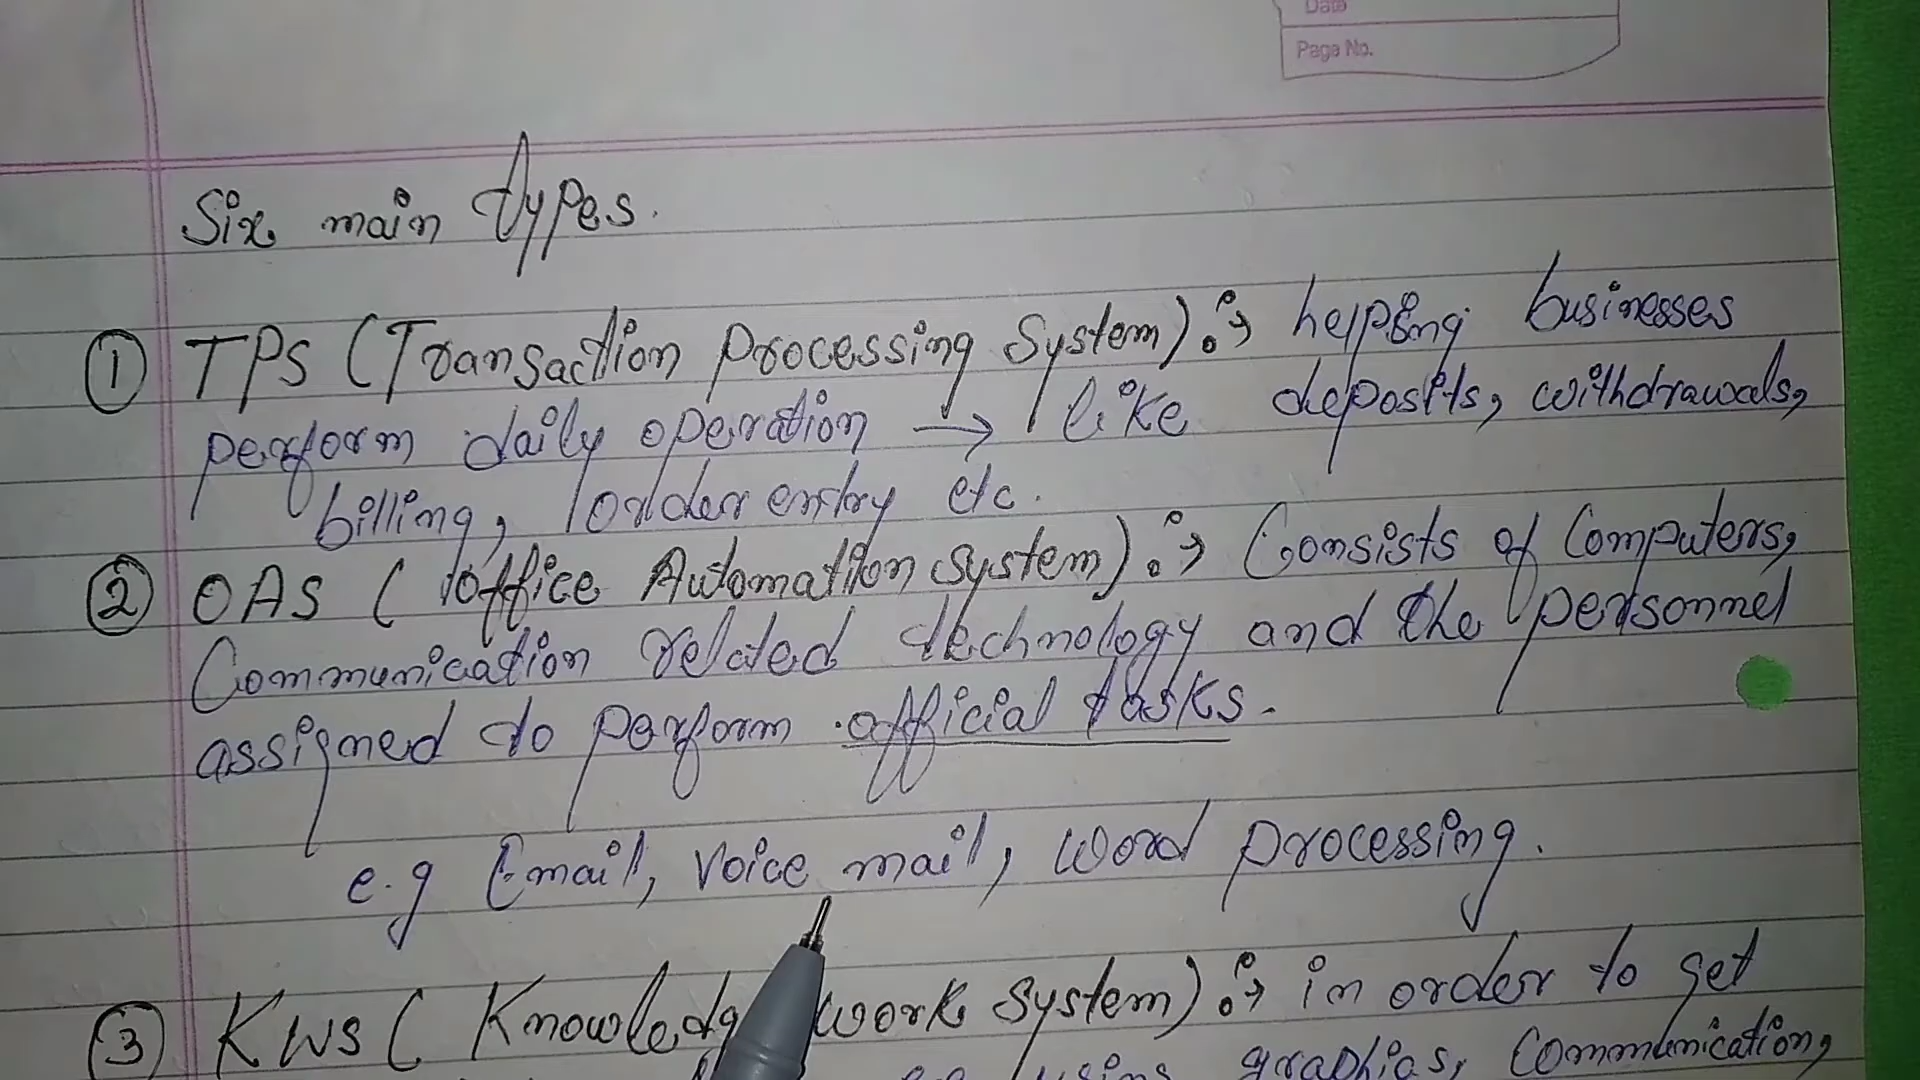 Date
Page No.
Six main types.
① TPS (Transaction Processing System) :→ helping businesses
perform daily operation → like deposits, withdrawals,
billing, order entry etc.
② OAS ( Office Automation System) :→ Consists of Computers,
Communication related technology and the personnel
assigned to perform official tasks.
e.g Email, Voice mail, Word processing.
③ KWS ( Knowledge work System) :→ in order to get
using graphics, Communication,